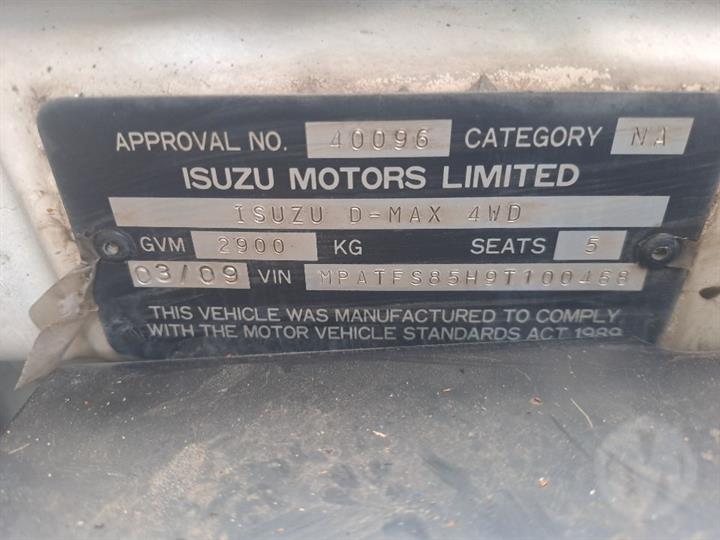 APPROVAL NO. 40096 CATEGORY NA
ISUZU MOTORS LIMITED
ISUZU D-MAX 4WD
GVM 2900 KG SEATS 5
03/09 VIN MPATFS85H9T100468
THIS VEHICLE WAS MANUFACTURED TO COMPLY
WITH THE MOTOR VEHICLE STANDARDS ACT 1989